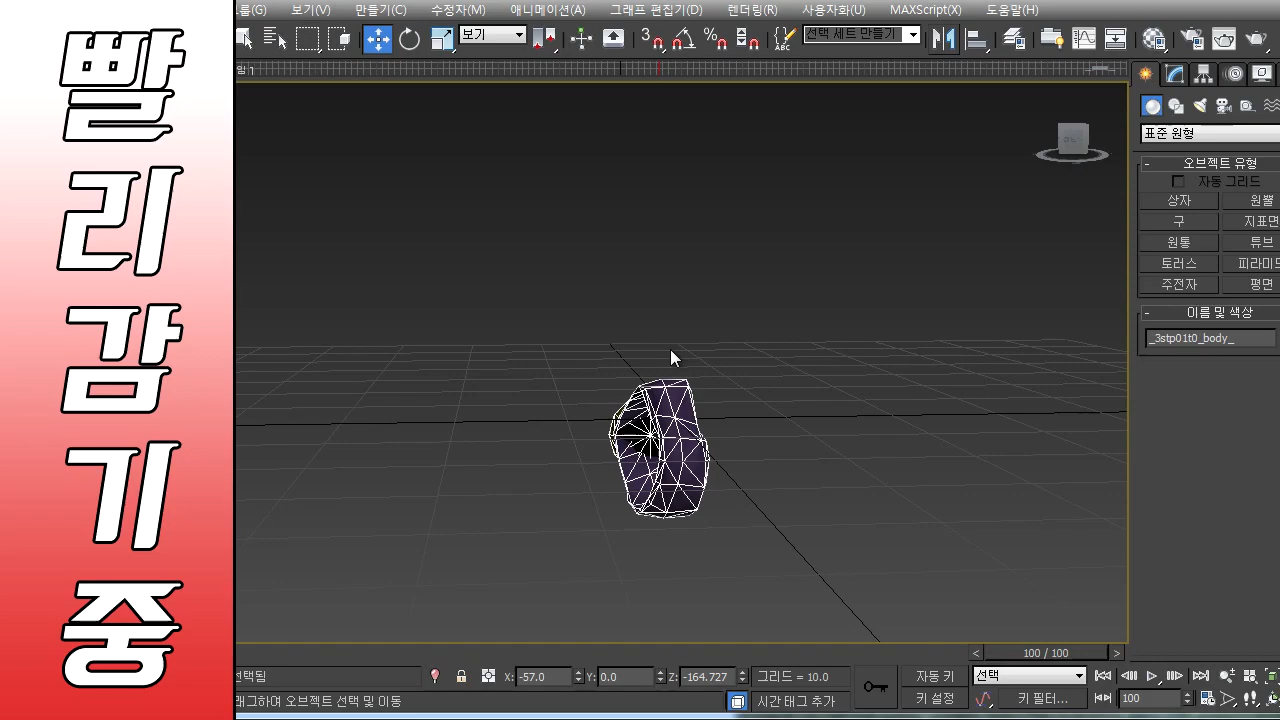 빨
리
감
기
중
룹(G) 보기(V) 만들기(C) 수정자(M) 애니메이션(A) 그래프 편집기(D) 렌더링(R) 사용자화(U) MAXScript(X) 도움말(H)
보기 3 % ABC 선택 세트 만들기
표준 원형
- 오브젝트 유형
자동 그리드
상자 원뿔
구 지표면
원통 튜브
토러스 피라미드
주전자 평면
- 이름 및 색상
_3stp01t0_body_
< 100 / 100 >
선택됨 X: -57.0 Y: 0.0 Z: -164.727 그리드 = 10.0 자동 키 선택
래그하여 오브젝트 선택 및 이동 시간 태그 추가 키 설정 키 필터... 100